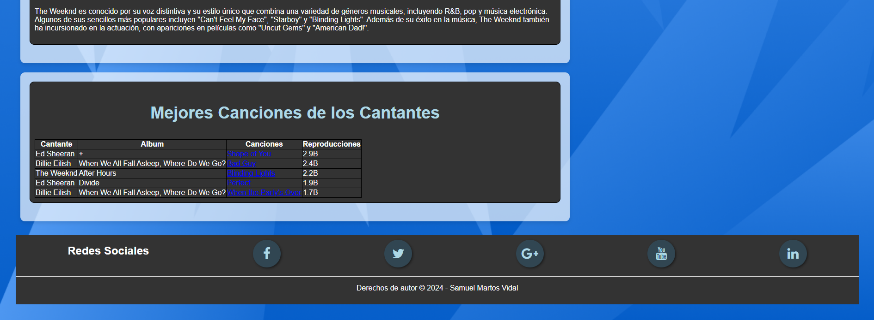 The Weeknd es conocido por su voz distintiva y su estilo único que combina una variedad de géneros musicales, incluyendo R&B, pop y música electrónica.
Algunos de sus sencillos más populares incluyen "Can't Feel My Face", "Starboy" y "Blinding Lights". Además de su éxito en la música, The Weeknd también
ha incursionado en la actuación, con apariciones en películas como "Uncut Gems" y "American Dad!".
Mejores Canciones de los Cantantes
Cantante Album Canciones Reproducciones
Ed Sheeran + 2.9B
Billie Eilish When We All Fall Asleep, Where Do We Go? 2.4B
The Weeknd After Hours 2.2B
Ed Sheeran Divide 1.9B
Billie Eilish When We All Fall Asleep, Where Do We Go? 1.7B
Redes Sociales f G+ You Tube in
Derechos de autor © 2024 - Samuel Martos Vidal